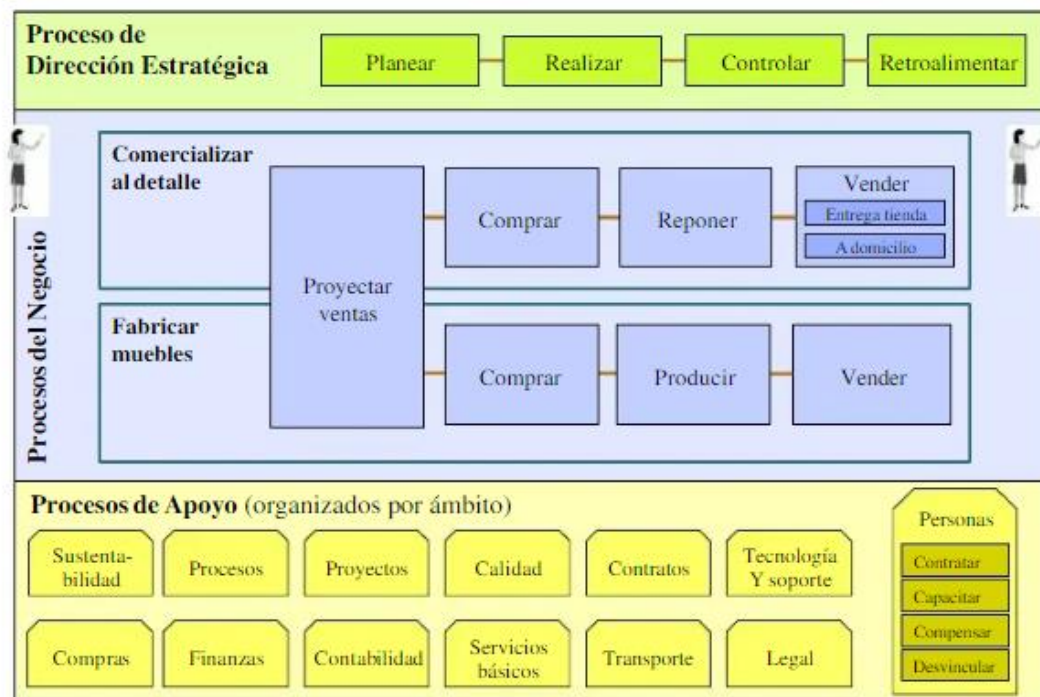 Proceso de
Dirección Estratégica
Planear
Realizar
Controlar
Retroalimentar
Procesos del Negocio
Comercializar
al detalle
Proyectar
ventas
Comprar
Reponer
Vender
Entrega tienda
A domicilio
Fabricar
muebles
Comprar
Producir
Vender
Procesos de Apoyo (organizados por ámbito)
Sustenta-
bilidad
Procesos
Proyectos
Calidad
Contratos
Tecnología
Y soporte
Compras
Finanzas
Contabilidad
Servicios
básicos
Transporte
Legal
Personas
Contratar
Capacitar
Compensar
Desvincular